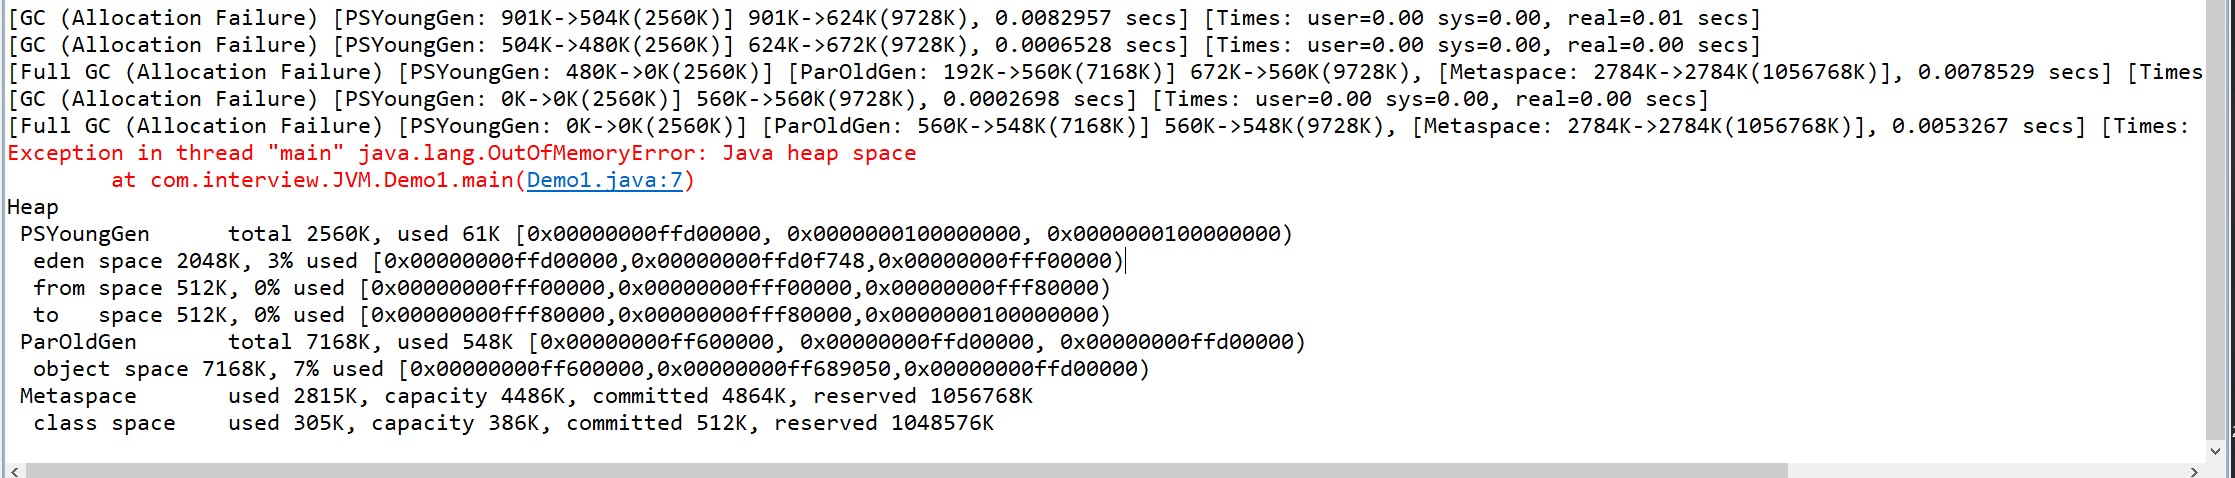 [GC (Allocation Failure) [PSYoungGen: 901K->504K(2560K)] 901K->624K(9728K), 0.0082957 secs] [Times: user=0.00 sys=0.00, real=0.01 secs]
[GC (Allocation Failure) [PSYoungGen: 504K->480K(2560K)] 624K->672K(9728K), 0.0006528 secs] [Times: user=0.00 sys=0.00, real=0.00 secs]
[Full GC (Allocation Failure) [PSYoungGen: 480K->0K(2560K)] [ParOldGen: 192K->560K(7168K)] 672K->560K(9728K), [Metaspace: 2784K->2784K(1056768K)], 0.0078529 secs] [Times
[GC (Allocation Failure) [PSYoungGen: 0K->0K(2560K)] 560K->560K(9728K), 0.0002698 secs] [Times: user=0.00 sys=0.00, real=0.00 secs]
[Full GC (Allocation Failure) [PSYoungGen: 0K->0K(2560K)] [ParOldGen: 560K->548K(7168K)] 560K->548K(9728K), [Metaspace: 2784K->2784K(1056768K)], 0.0053267 secs] [Times:
Exception in thread "main" java.lang.OutOfMemoryError: Java heap space
at com.interview.JVM.Demo1.main(Demo1.java:7)
Heap
PSYoungGen total 2560K, used 61K [0x00000000ffd00000, 0x0000000100000000, 0x0000000100000000)
eden space 2048K, 3% used [0x00000000ffd00000,0x00000000ffd0f748,0x00000000fff00000)
from space 512K, 0% used [0x00000000fff00000,0x00000000fff00000,0x00000000fff80000)
to space 512K, 0% used [0x00000000fff80000,0x00000000fff80000,0x0000000100000000)
ParOldGen total 7168K, used 548K [0x00000000ff600000, 0x00000000ffd00000, 0x00000000ffd00000)
object space 7168K, 7% used [0x00000000ff600000,0x00000000ff689050,0x00000000ffd00000)
Metaspace used 2815K, capacity 4486K, committed 4864K, reserved 1056768K
class space used 305K, capacity 386K, committed 512K, reserved 1048576K